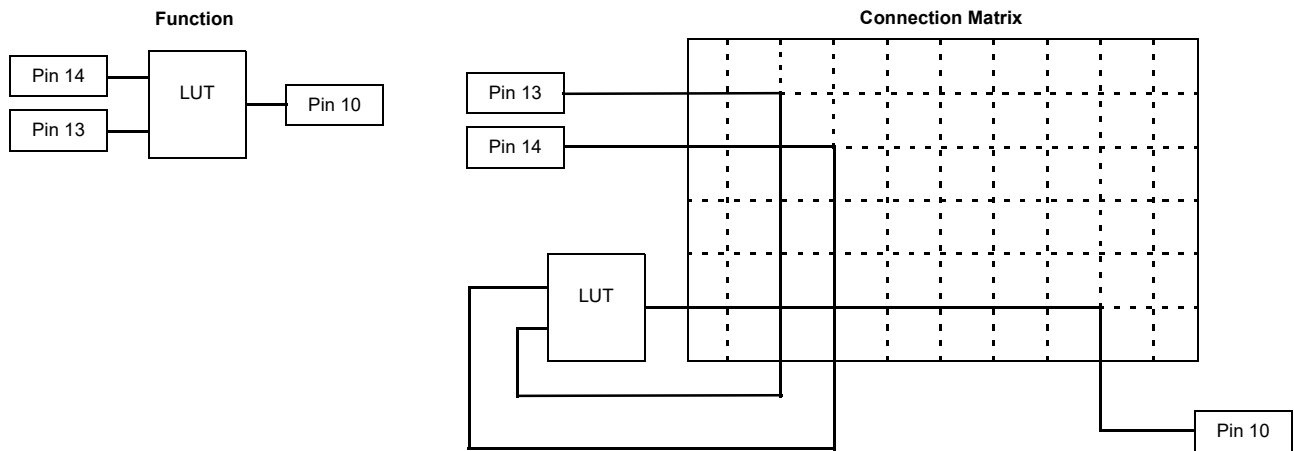 Function
Pin 14
Pin 13
LUT
Pin 10
Connection Matrix
Pin 13
Pin 14
LUT
Pin 10